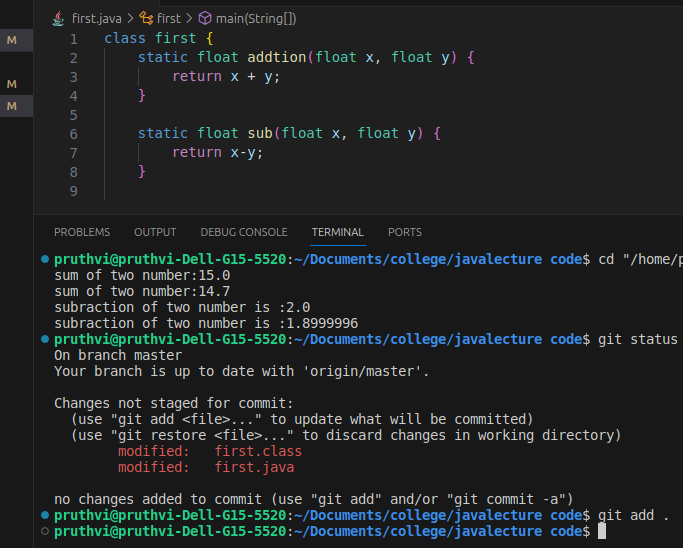 first.java > first > main(String[])
M
1 class first {
2 static float addtion(float x, float y) {
M
3 return x + y;
M
4 }
5
6 static float sub(float x, float y) {
7 return x-y;
8 }
9
PROBLEMS OUTPUT DEBUG CONSOLE TERMINAL PORTS
pruthvi@pruthvi-Dell-G15-5520:~/Documents/college/javalecture code$ cd "/home/p
sum of two number:15.0
sum of two number:14.7
subraction of two number is :2.0
subraction of two number is :1.8999996
pruthvi@pruthvi-Dell-G15-5520:~/Documents/college/javalecture code$ git status
On branch master
Your branch is up to date with 'origin/master'.
Changes not staged for commit:
(use "git add <file>..." to update what will be committed)
(use "git restore <file>..." to discard changes in working directory)
modified: first.class
modified: first.java
no changes added to commit (use "git add" and/or "git commit -a")
pruthvi@pruthvi-Dell-G15-5520:~/Documents/college/javalecture code$ git add .
pruthvi@pruthvi-Dell-G15-5520:~/Documents/college/javalecture code$